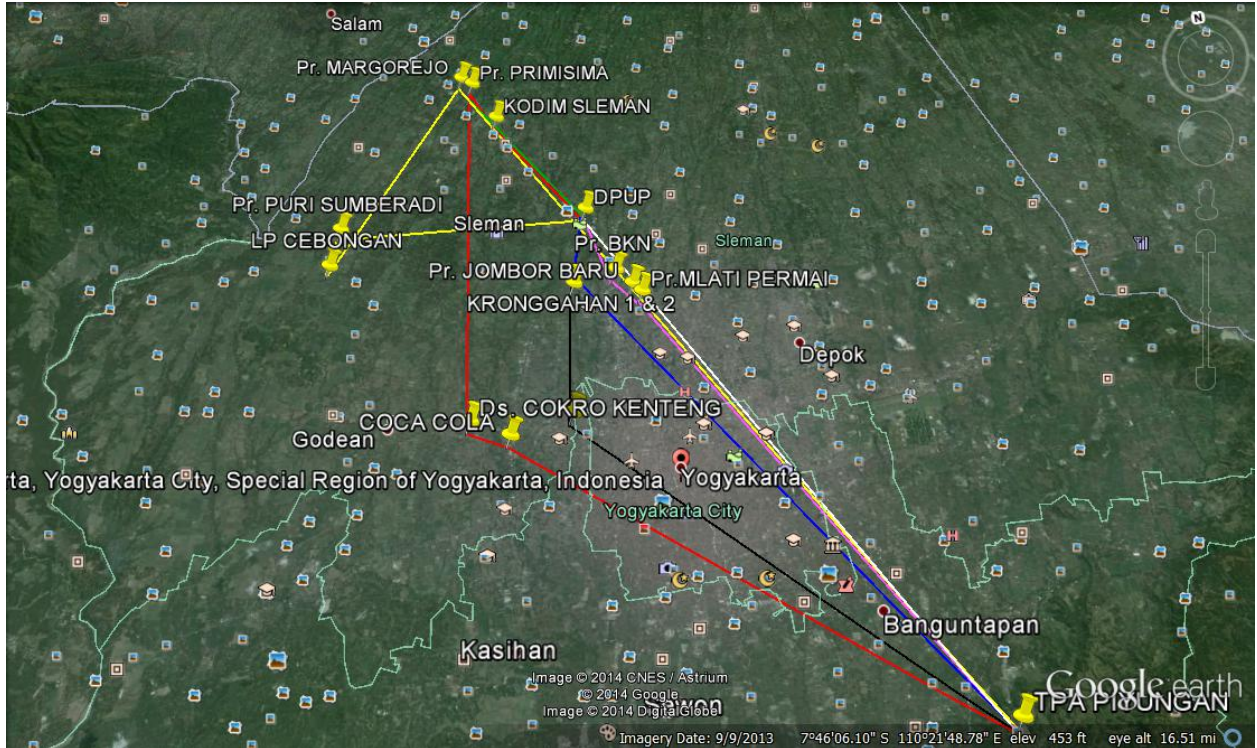 N
Salam
Pr. MARGOREJO
Pr. PRIMISIMA
KODIM SLEMAN
DPUP
Pr. PURI SUMBERADI
Sleman
LP CEBONGAN
Pr. BKN
Sleman
Pr. JOMBOR BARU
Pr.MLATI PERMAI
KRONGGAHAN 1 & 2
Depok
Ds. COKRO KENTENG
COCA COLA
Godean
rta, Yogyakarta City, Special Region of Yogyakarta, Indonesia
Yogyakarta
Yogyakarta City
Banguntapan
Kasihan
Image © 2014 CNES / Astrium
© 2014 Google
Image © 2014 DigitalGlobe
Sewon
Google earth
TPA PIYUNGAN
Imagery Date: 9/9/2013 7°46'06.10" S 110°21'48.78" E elev 453 ft eye alt 16.51 mi